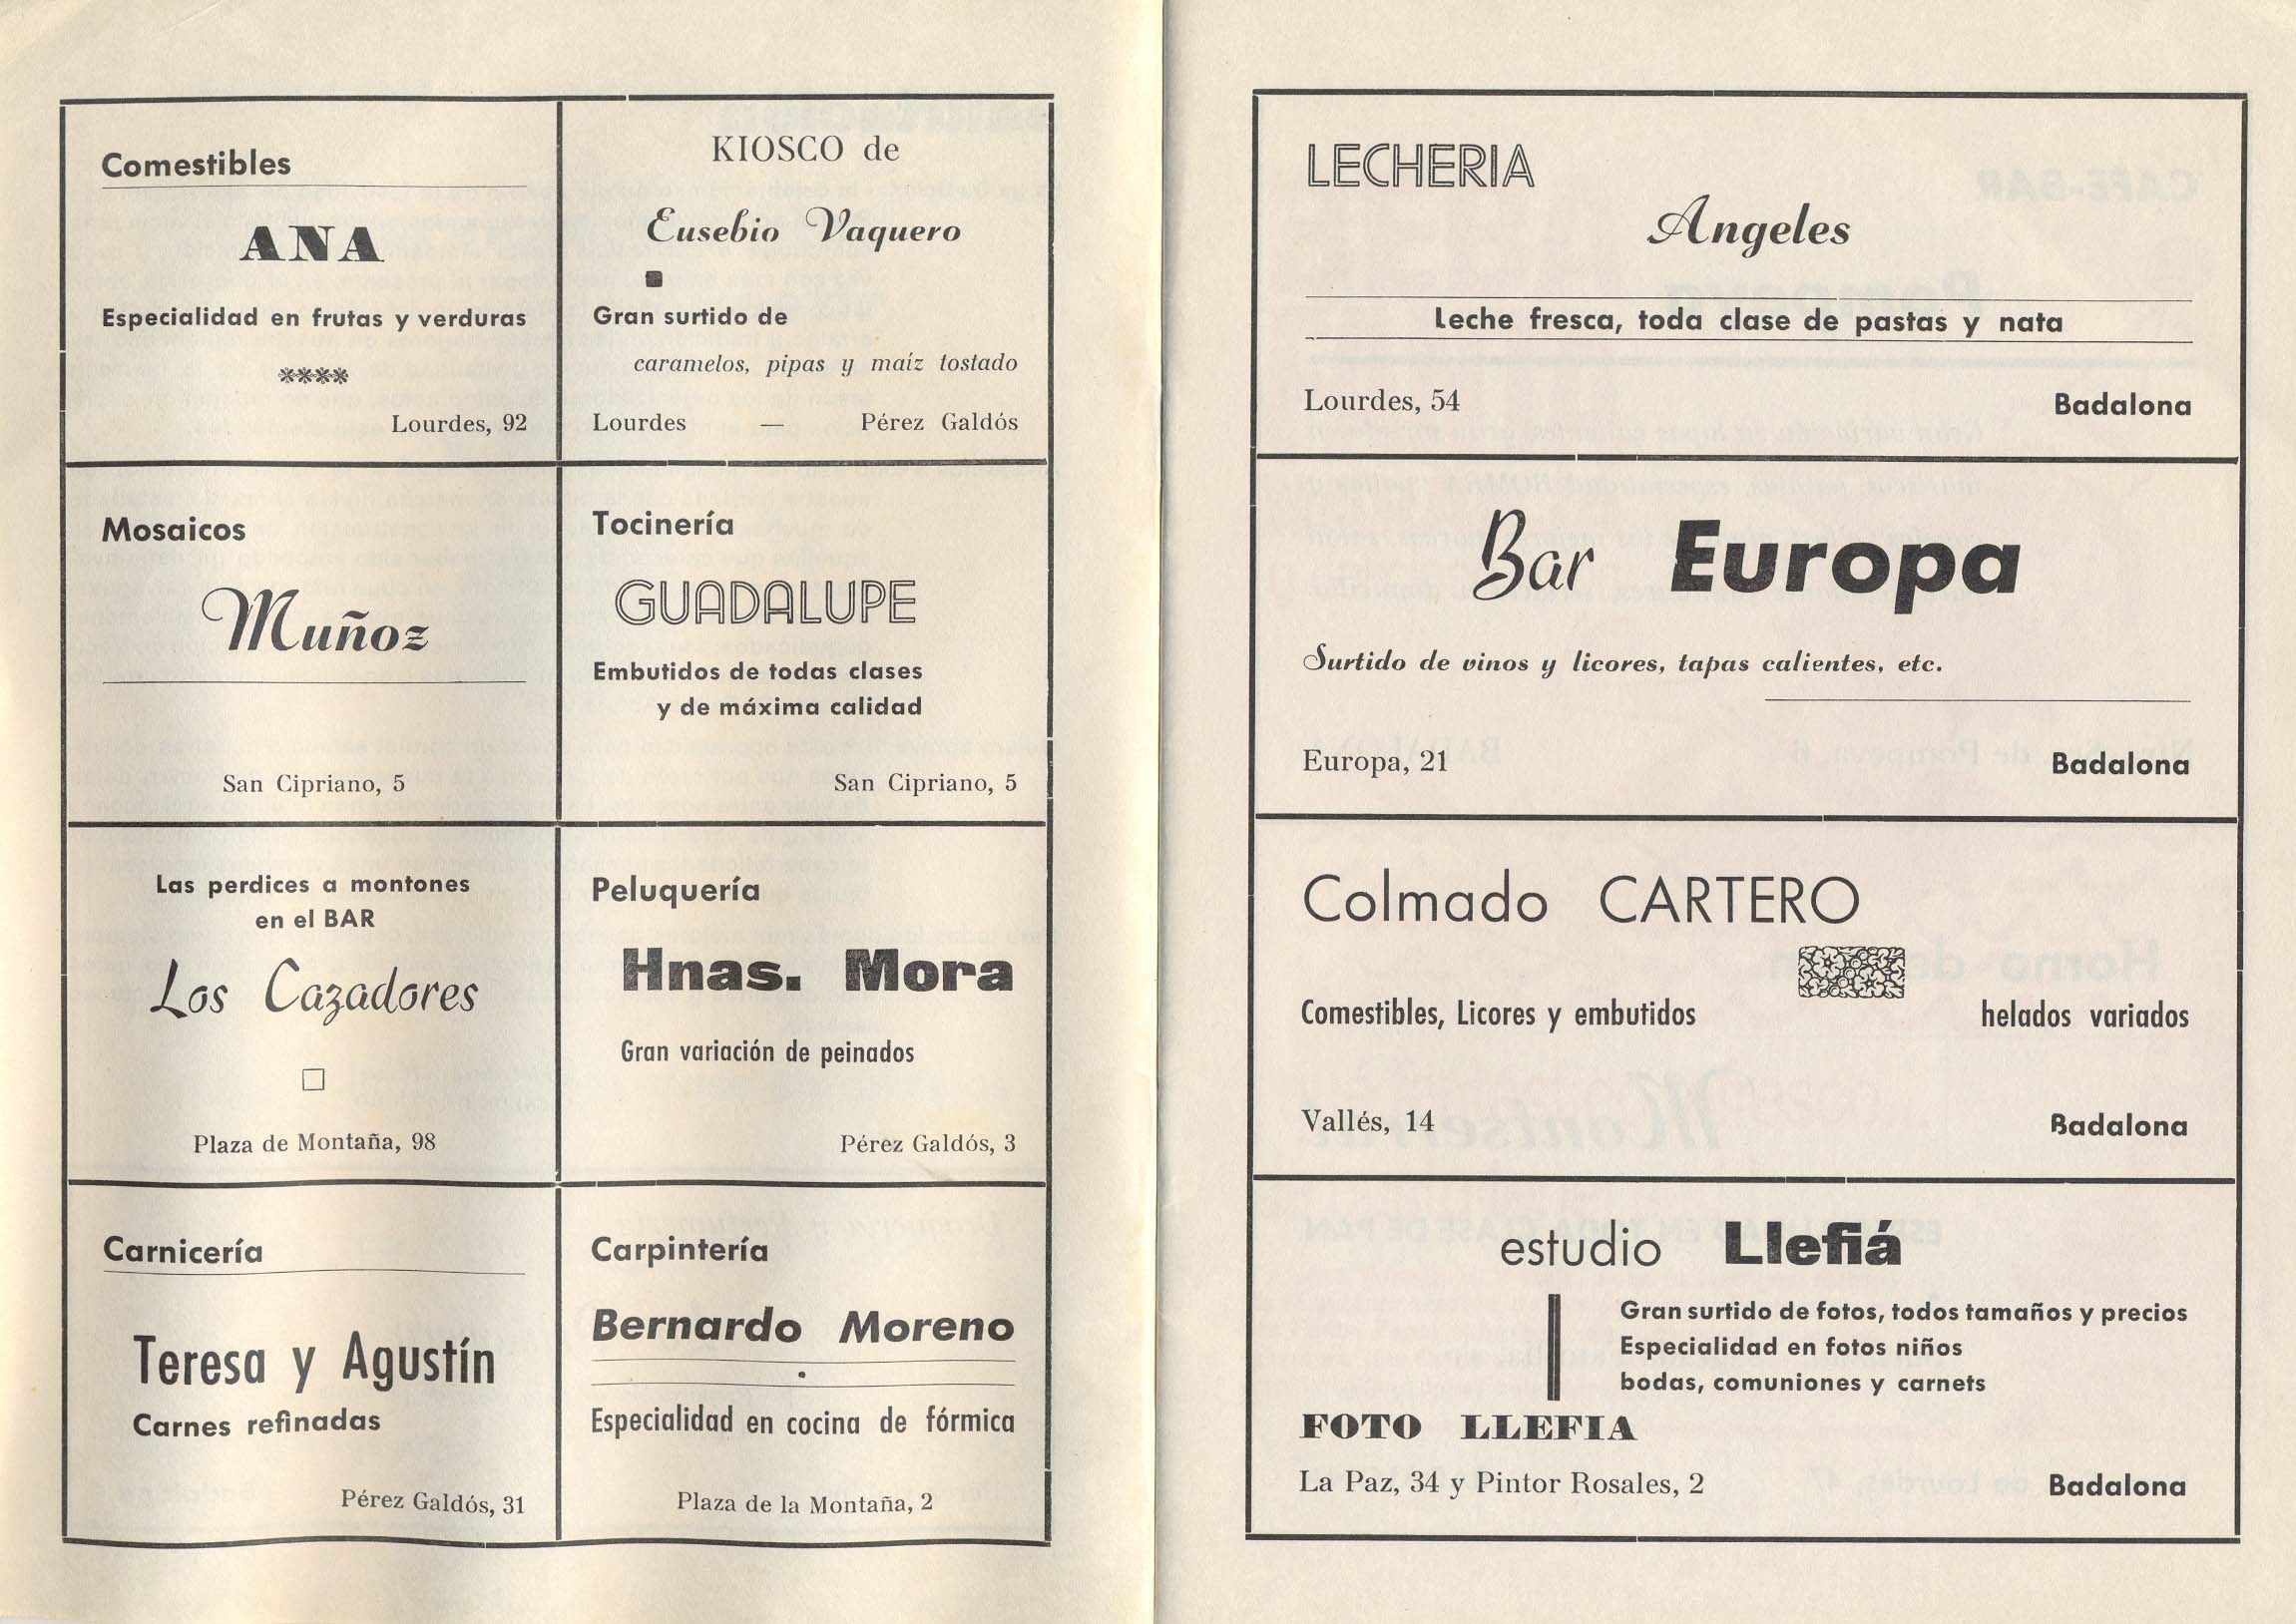 Comestibles
ANA
Especialidad en frutas y verduras
Lourdes, 92
KIOSCO de
Eusebio Vaquero
Gran surtido de
caramelos, pipas y maíz tostado
Lourdes — Pérez Galdós
Mosaicos
Muñoz
San Cipriano, 5
Tocinería
GUADALUPE
Embutidos de todas clases
y de máxima calidad
San Cipriano, 5
Las perdices a montones
en el BAR
Los Cazadores
Plaza de Montaña, 98
Peluquería
Hnas. Mora
Gran variación de peinados
Pérez Galdós, 3
Carnicería
Teresa y Agustín
Carnes refinadas
Pérez Galdós, 31
Carpintería
Bernardo Moreno
Especialidad en cocina de fórmica
Plaza de la Montaña, 2
LECHERIA
Angeles
Leche fresca, toda clase de pastas y nata
Lourdes, 54 Badalona
Bar Europa
Surtido de vinos y licores, tapas calientes, etc.
Europa, 21 Badalona
Colmado CARTERO
Comestibles, Licores y embutidos helados variados
Vallés, 14 Badalona
estudio Llefiá
Gran surtido de fotos, todos tamaños y precios
Especialidad en fotos niños
bodas, comuniones y carnets
FOTO LLEFIA
La Paz, 34 y Pintor Rosales, 2 Badalona